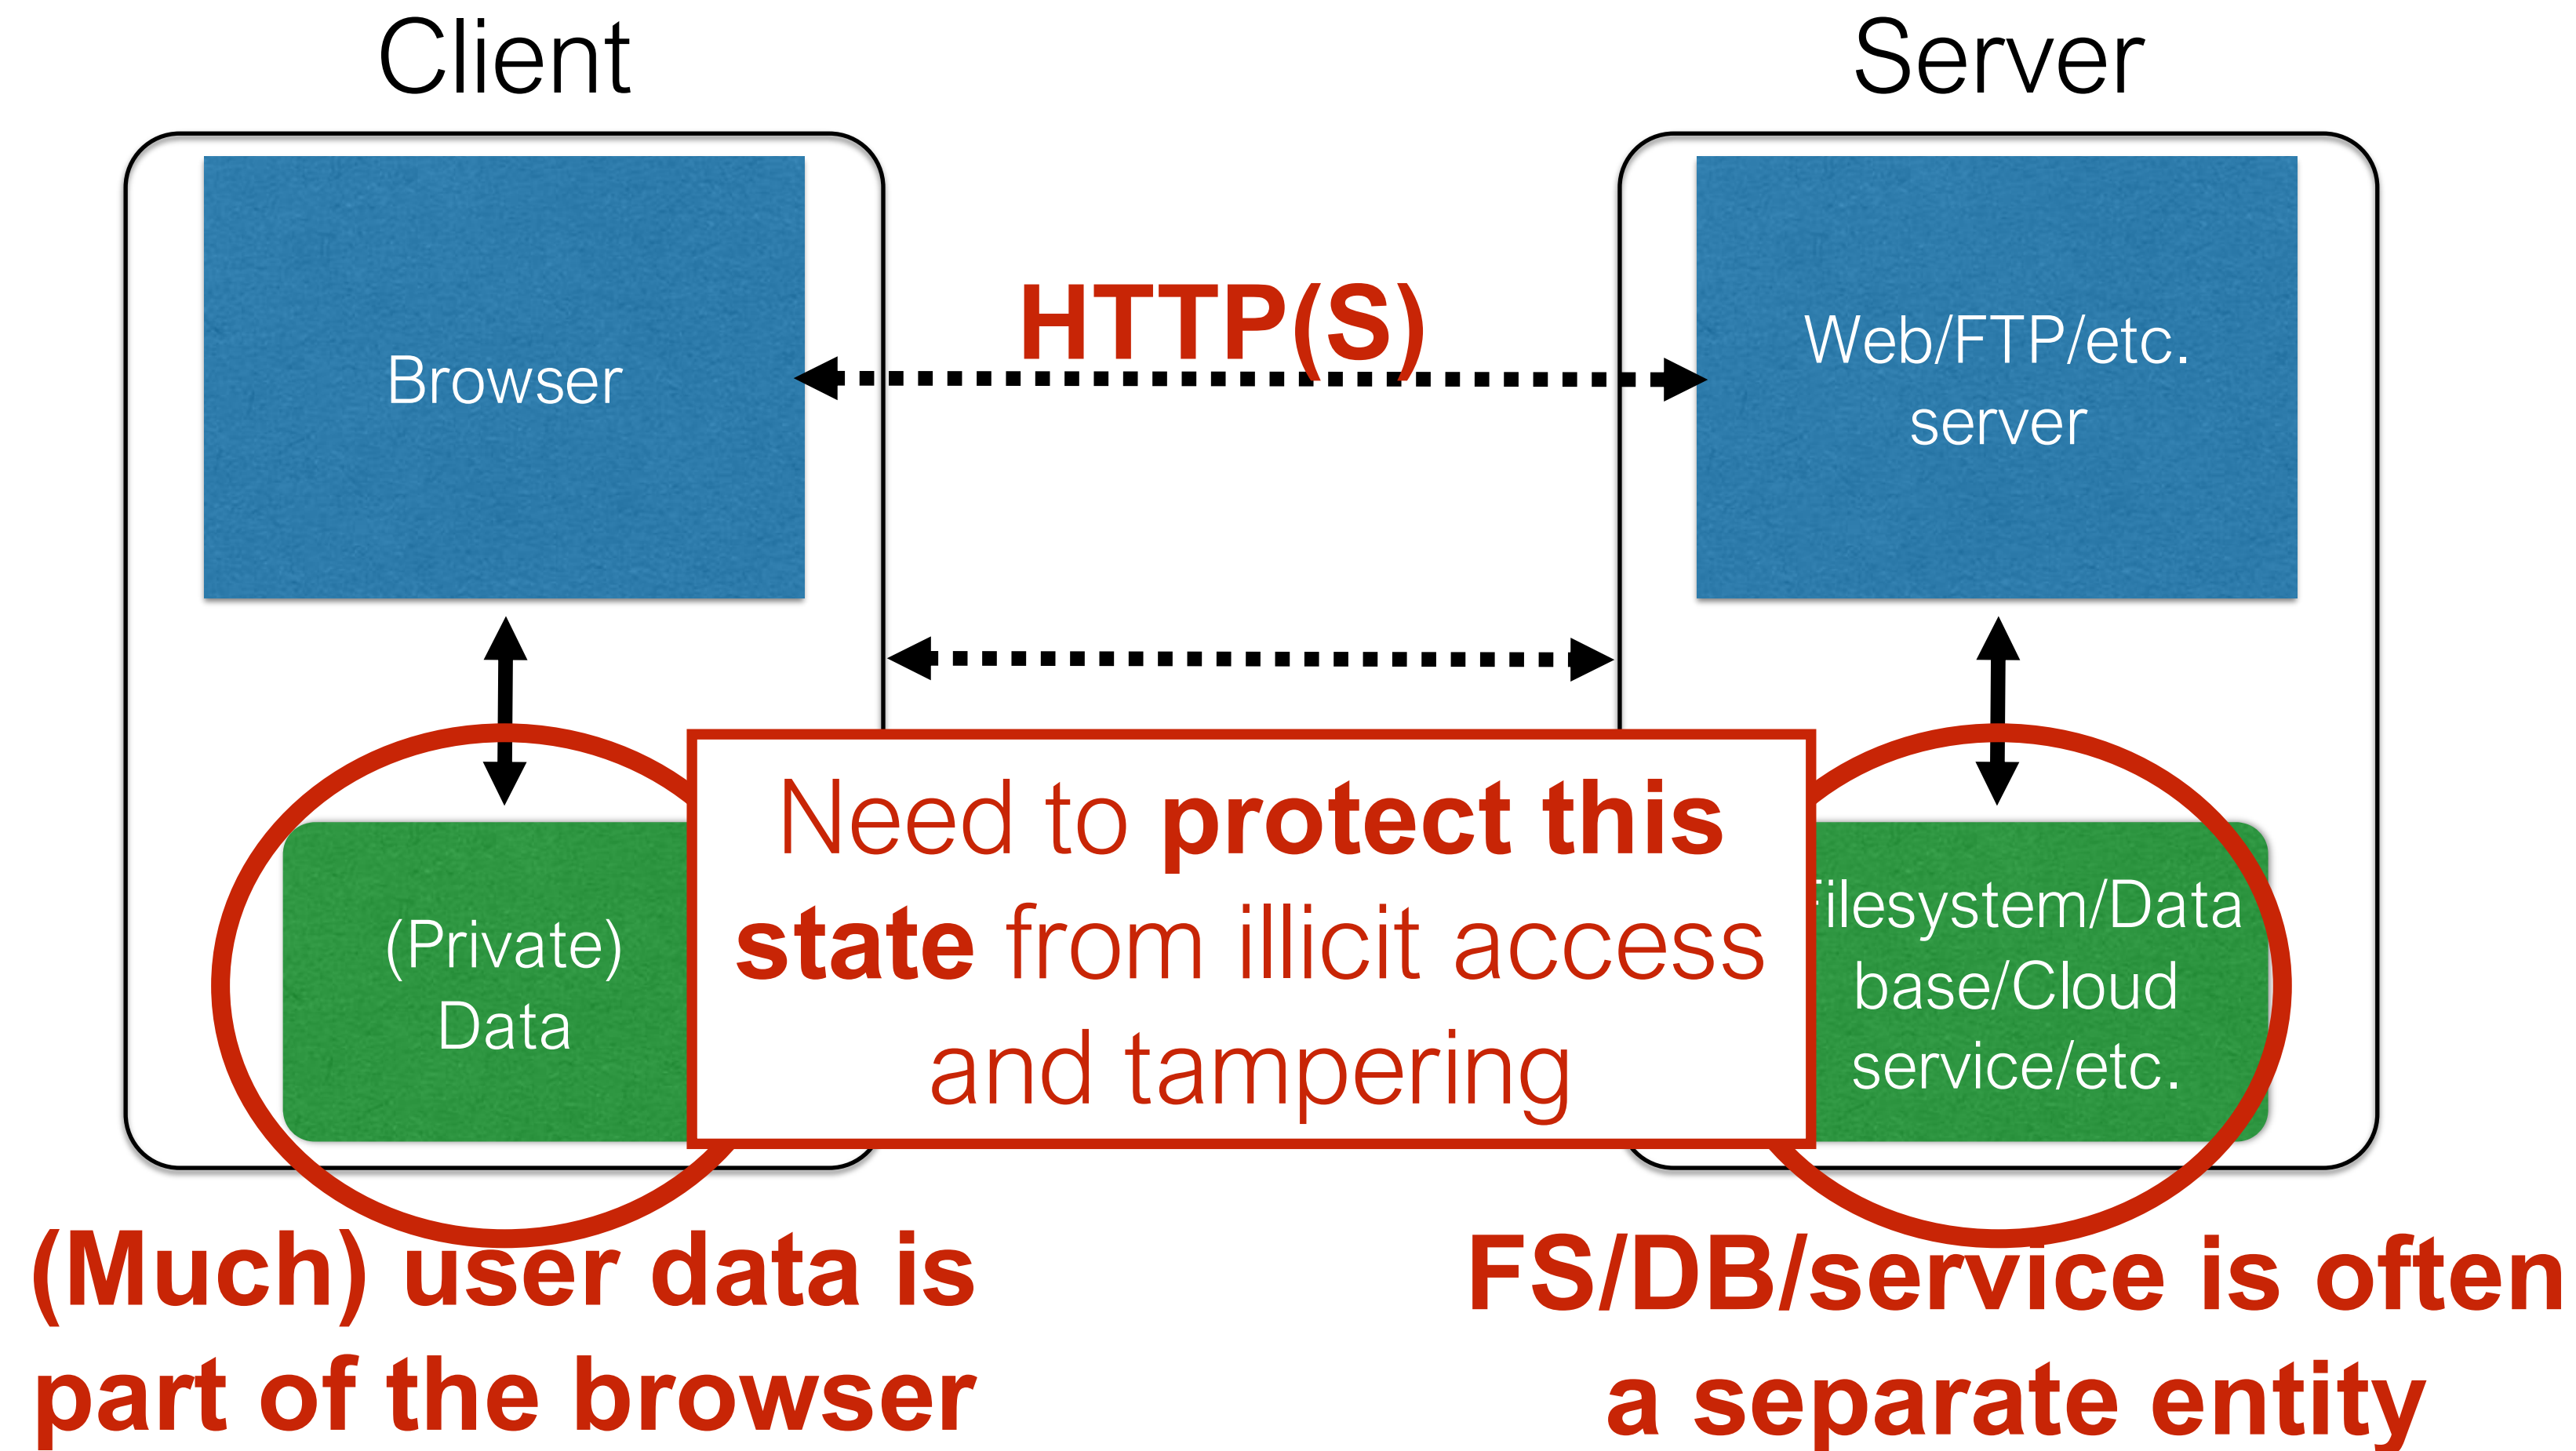 Client
Server
Browser
HTTP(S)
Web/FTP/etc.
server
(Private)
Data
Need to protect this
state from illicit access
and tampering
ilesystem/Data
base/Cloud
service/etc.
(Much) user data is
part of the browser
FS/DB/service is often
a separate entity